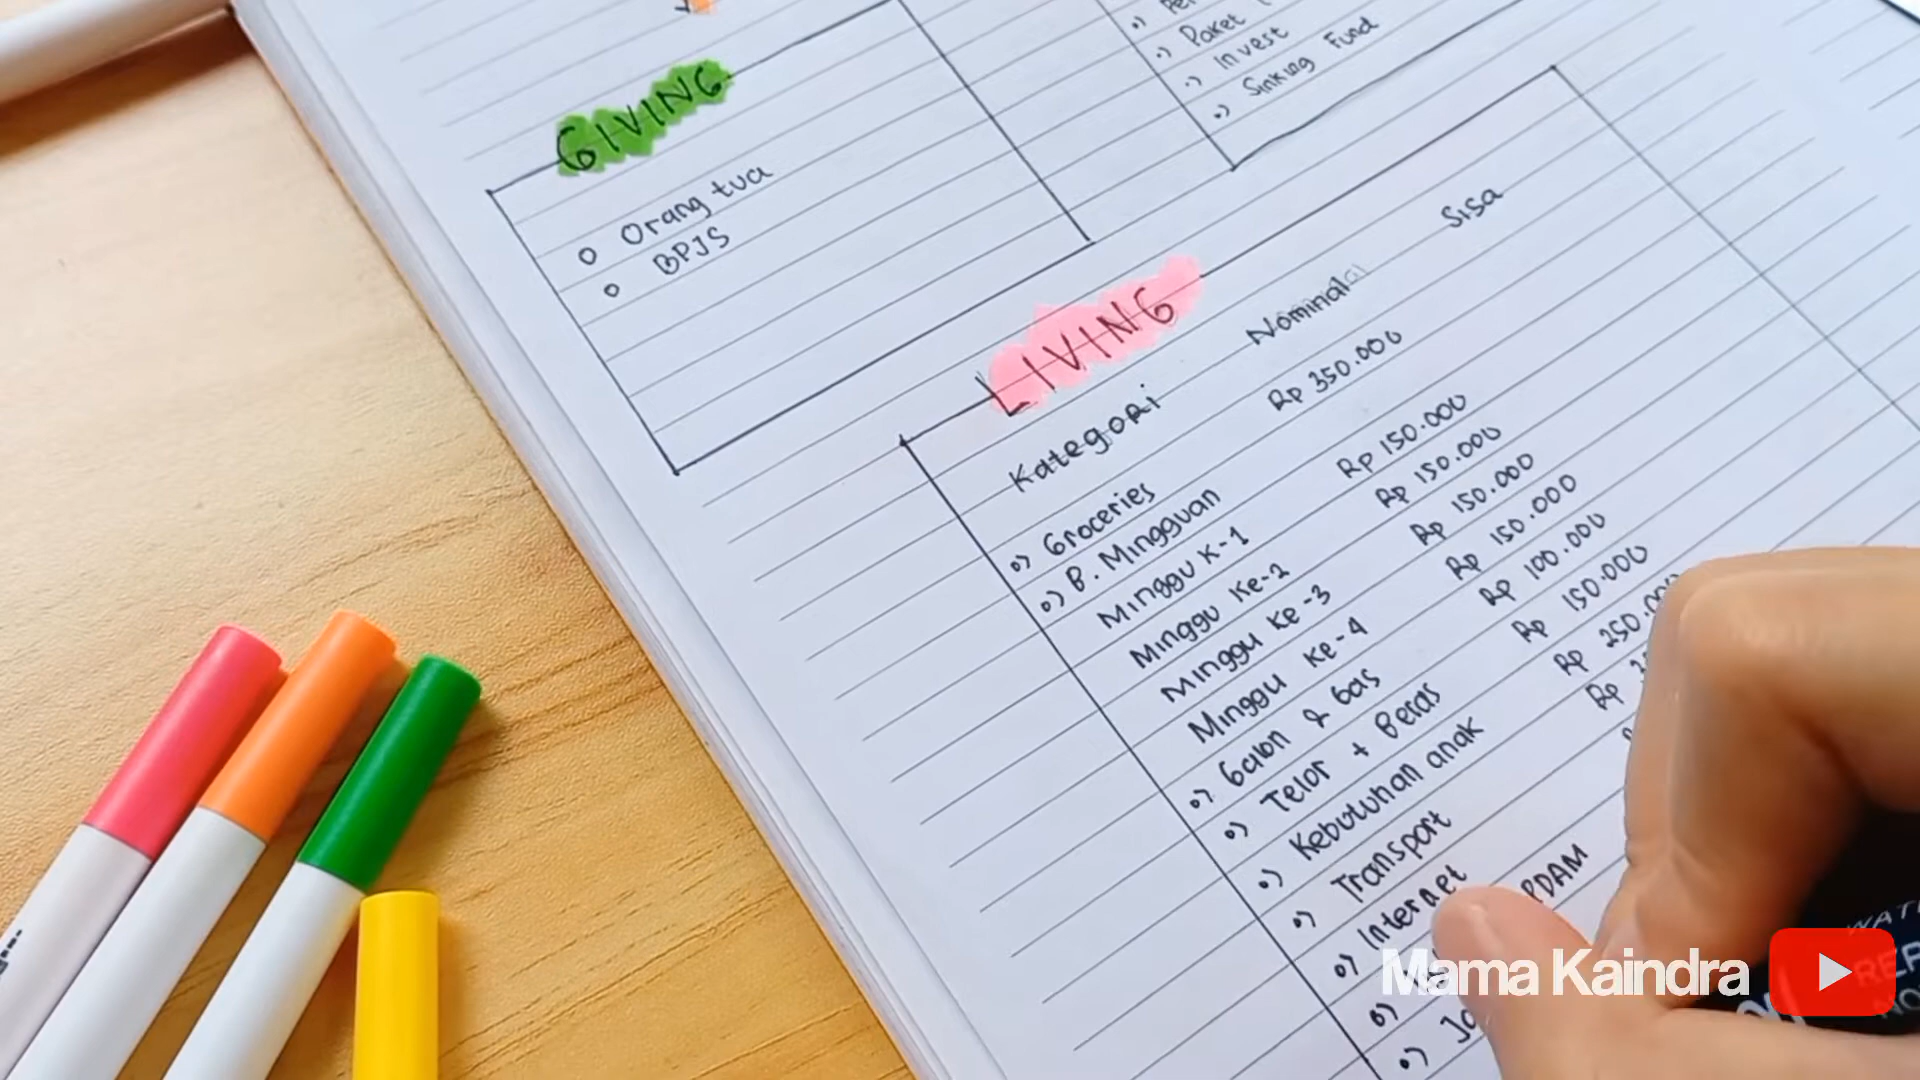 GIVING
Orang tua
BPJS
Paket
Invest
Sinking Fund
LIVING
Kategori Nominal Sisa
Groceries Rp 350.000
B. Mingguan
Minggu K-1 Rp 150.000
Minggu Ke-2 Rp 150.000
Minggu Ke-3 Rp 150.000
Minggu Ke-4 Rp 150.000
Galon & Gas Rp 100.000
Telor + Beras Rp 150.000
Kebutuhan anak Rp 250.000
Transport Rp
Internet
PDAM
Mama Kaindra